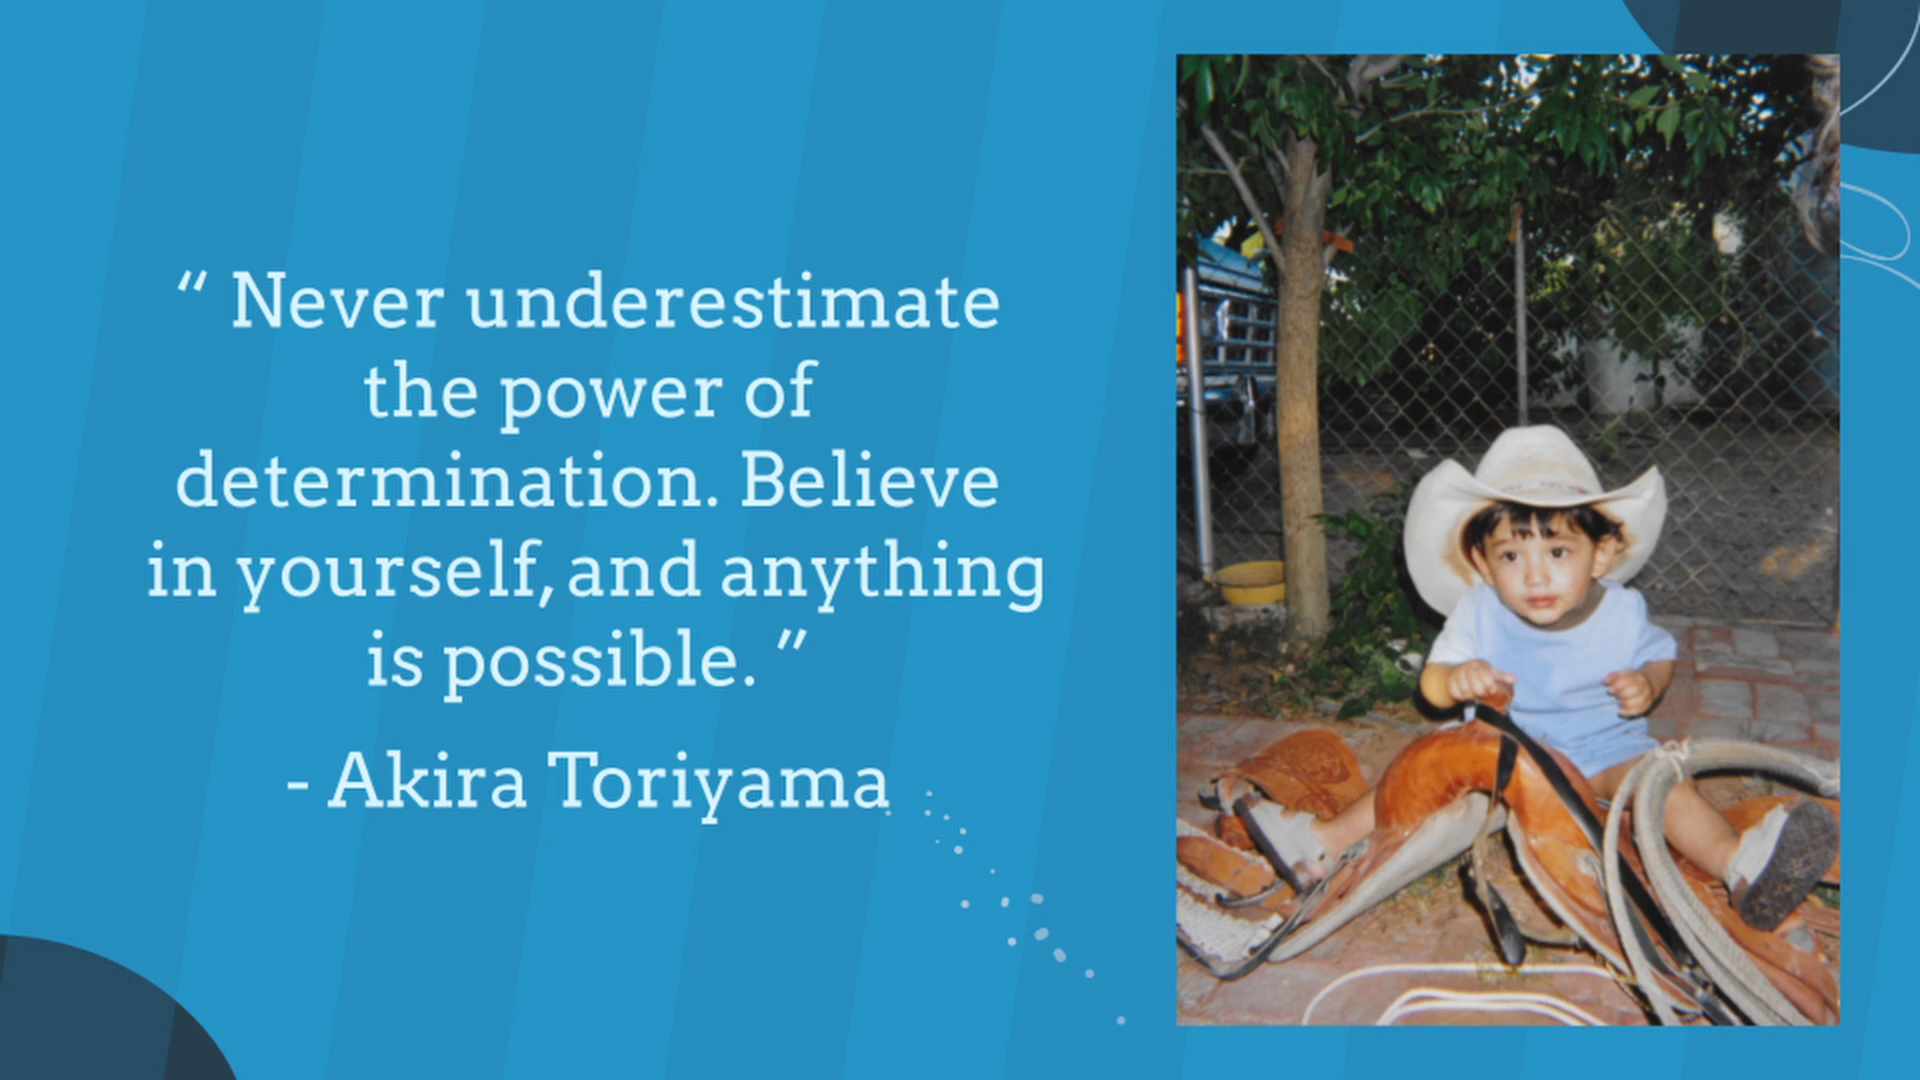 “ Never underestimate
the power of
determination. Believe
in yourself, and anything
is possible. ”
- Akira Toriyama